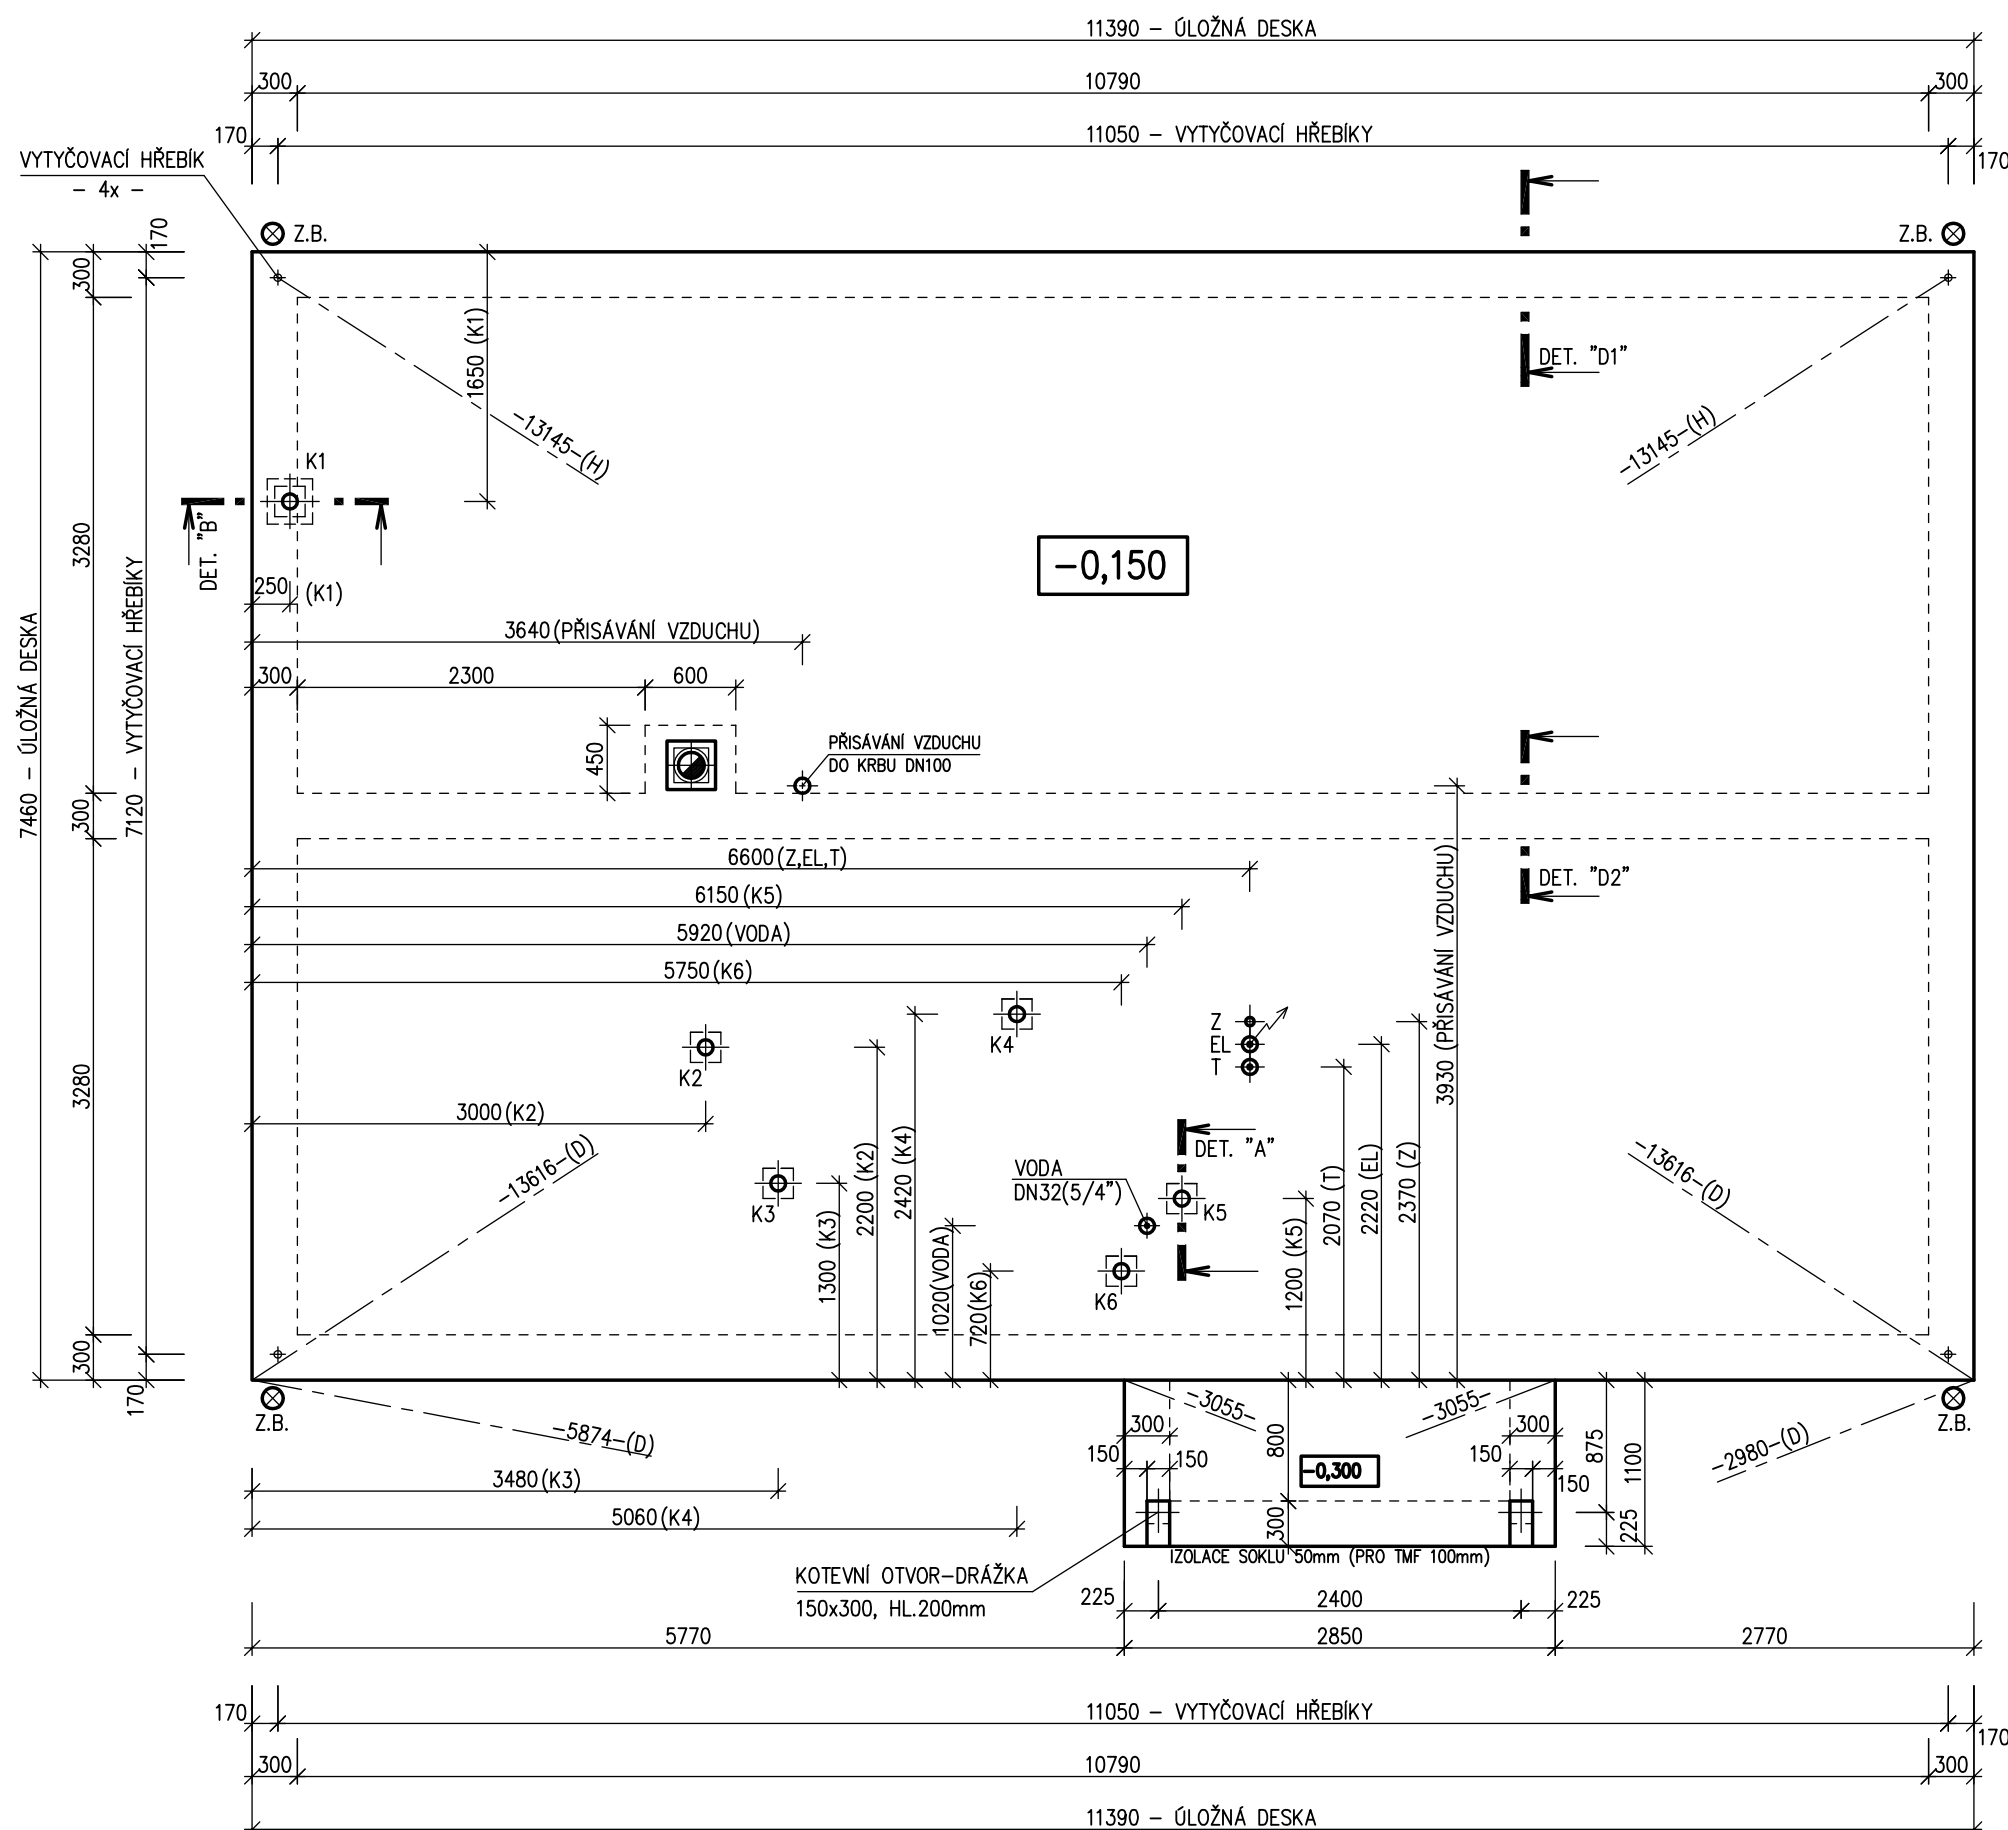 11390 – ÚLOŽNÁ DESKA
300
10790
300
170
11050 – VYTYČOVACÍ HŘEBÍKY
170
VYTYČOVACÍ HŘEBÍK
– 4x –
170
Z.B.
Z.B.
300
1650 (K1)
DET. "D1"
–13145–(H)
–13145–(H)
K1
3280
DET. "B"
–0,150
250
(K1)
7460 – ÚLOŽNÁ DESKA
7120 – VYTYČOVACÍ HŘEBÍKY
3640(PŘISÁVÁNÍ VZDUCHU)
300
2300
600
450
PŘISÁVÁNÍ VZDUCHU
DO KRBU DN100
300
6600(Z,EL,T)
DET. "D2"
6150(K5)
5920(VODA)
5750(K6)
3930 (PŘISÁVÁNÍ VZDUCHU)
Z
EL
T
K4
K2
3280
3000(K2)
–13616–(D)
–13616–(D)
2200 (K2)
2420 (K4)
DET. "A"
VODA
DN32(5/4")
K3
K5
1300 (K3)
1020(VODA)
720(K6)
K6
1200 (K5)
2070 (T)
2220 (EL)
2370 (Z)
300
170
Z.B.
Z.B.
–5874–(D)
–3055–
–3055–
–2980–(D)
300
300
150
150
150
150
800
300
–0,300
875
1100
225
3480(K3)
5060(K4)
IZOLACE SOKLU 50mm (PRO TMF 100mm)
KOTEVNÍ OTVOR–DRÁŽKA
150x300, HL.200mm
225
2400
225
5770
2850
2770
170
11050 – VYTYČOVACÍ HŘEBÍKY
170
300
10790
300
11390 – ÚLOŽNÁ DESKA